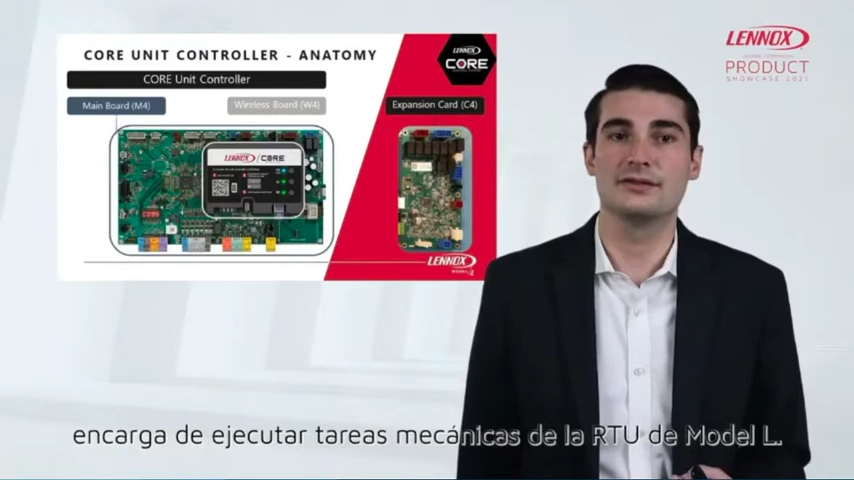 CORE UNIT CONTROLLER - ANATOMY
LENNOX
CORE
CORE Unit Controller
Main Board (M4)
Wireless Board (W4)
Expansion Card (C4)
LENNOX
CORE
LENNOX
LENNOX
PRODUCT
SHOWCASE 2021
encarga de ejecutar tareas mecánicas de la RTU de Model L.